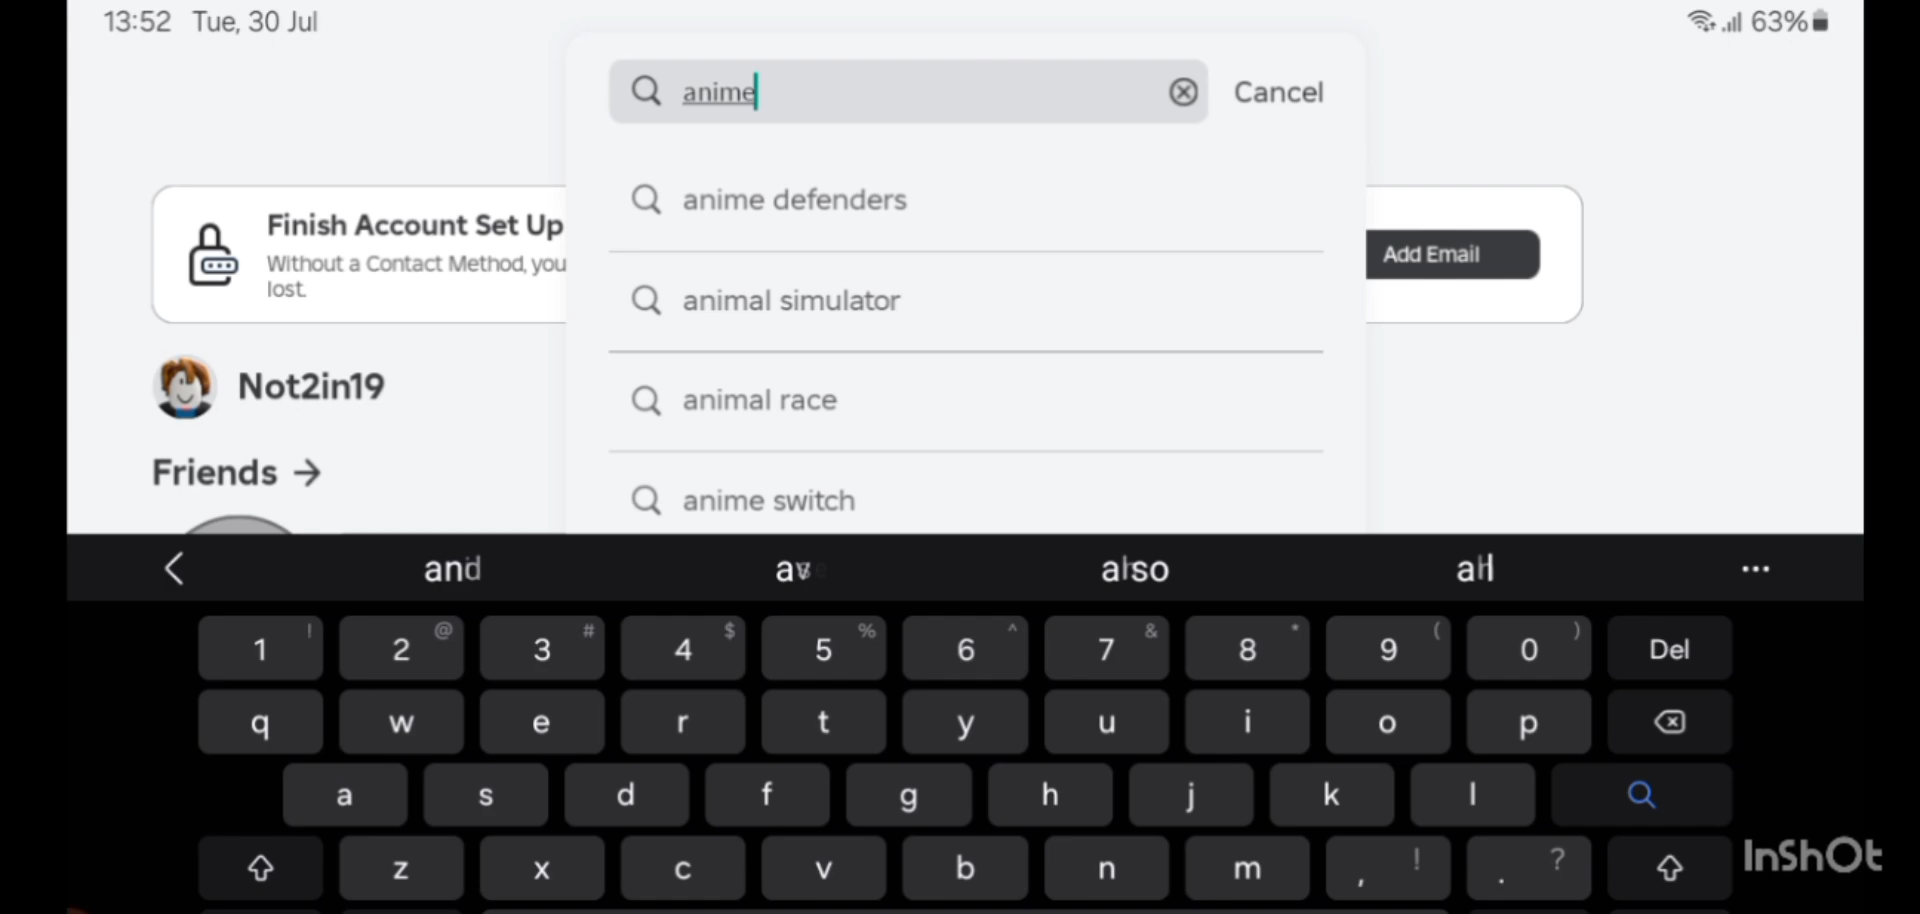 13:52 Tue, 30 Jul 63%
anime Cancel
anime defenders
Finish Account Set Up
Without a Contact Method, you
lost.
Add Email
animal simulator
animal race
Not2in19
Friends →
anime switch
and also all
! @ # $ % ^ & * ( )
1 2 3 4 5 6 7 8 9 0 Del
q w e r t y u i o p
a s d f g h j k l
z x c v b n m , ! . ?
InShOt